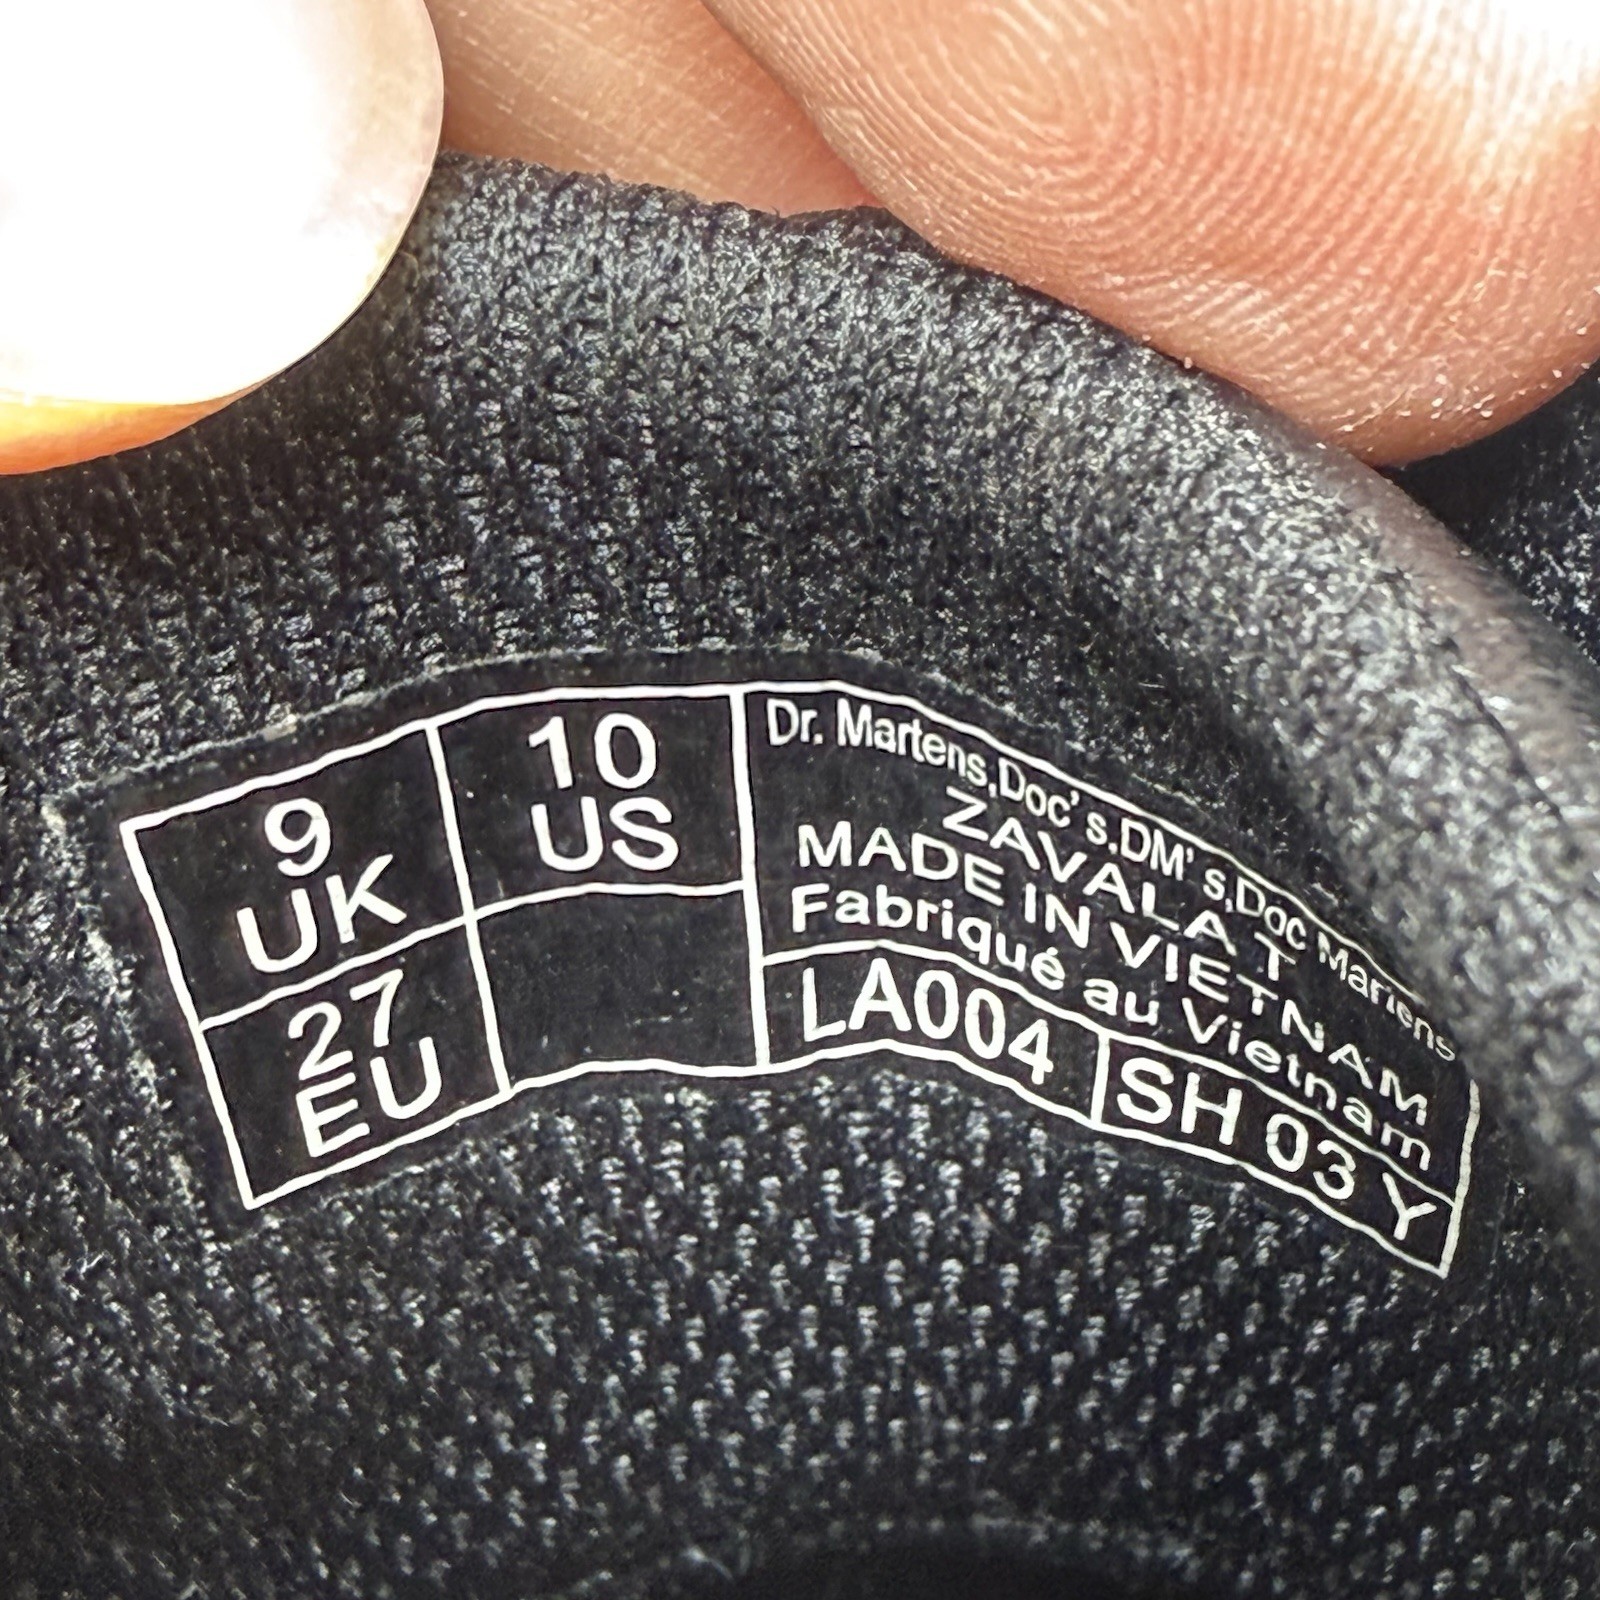 9
UK
10
US
27
EU
Dr. Martens,Doc's,DM's,Doc Martens
ZAVALA T
MADE IN VIETNAM
Fabriqué au Vietnam
LA004
SH 03 Y